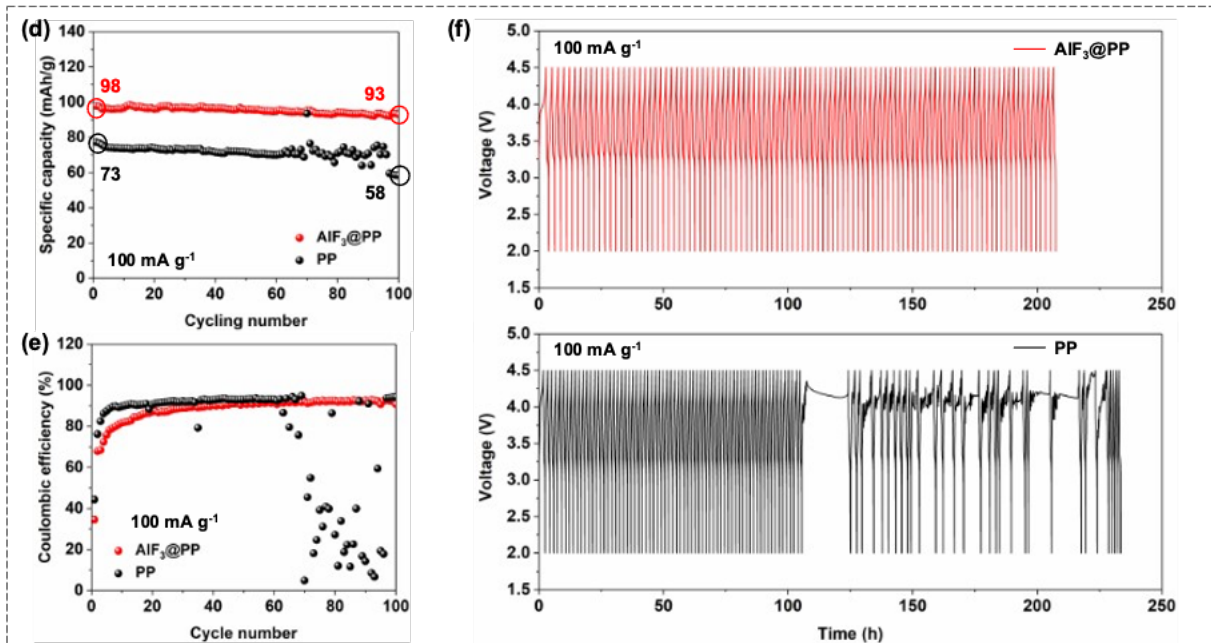 (d)
140
120
100
80
60
40
20
0
Specific capacity (mAh/g)
98
93
73
58
AlF₃@PP
PP
100 mA g⁻¹
0 20 40 60 80 100
Cycling number
(e)
120
100
80
60
40
20
0
Coulombic efficiency (%)
100 mA g⁻¹
AlF₃@PP
PP
0 20 40 60 80 100
Cycle number
(f)
5.0
4.5
4.0
3.5
3.0
2.5
2.0
1.5
Voltage (V)
100 mA g⁻¹
AlF₃@PP
0 50 100 150 200 250
5.0
4.5
4.0
3.5
3.0
2.5
2.0
1.5
Voltage (V)
100 mA g⁻¹
PP
0 50 100 150 200 250
Time (h)